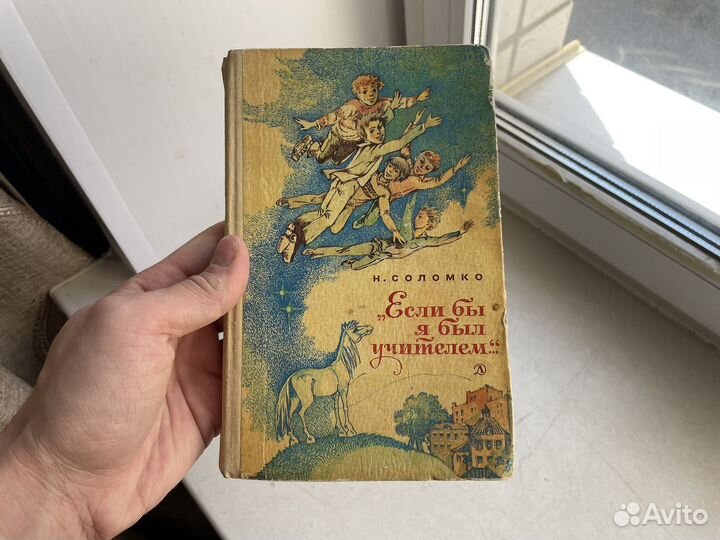 Н. СОЛОМКО
„Если бы
я был
учителем..."
Avito